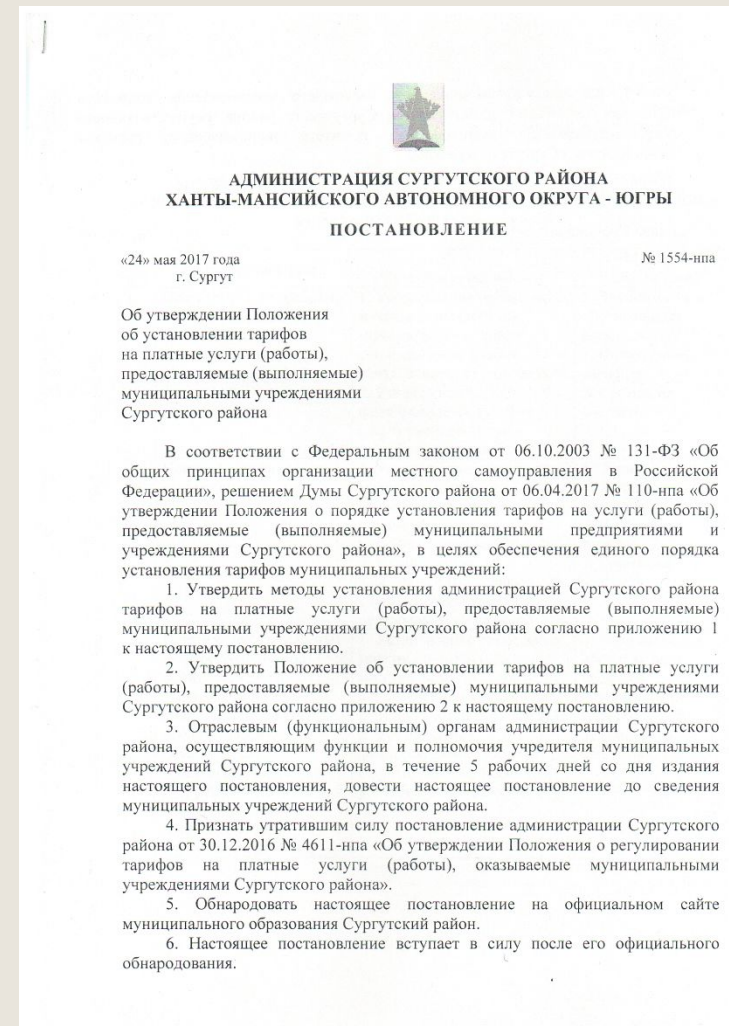 АДМИНИСТРАЦИЯ СУРГУТСКОГО РАЙОНА
ХАНТЫ-МАНСИЙСКОГО АВТОНОМНОГО ОКРУГА - ЮГРЫ
ПОСТАНОВЛЕНИЕ
«24» мая 2017 года № 1554-нпа
г. Сургут
Об утверждении Положения
об установлении тарифов
на платные услуги (работы),
предоставляемые (выполняемые)
муниципальными учреждениями
Сургутского района
В соответствии с Федеральным законом от 06.10.2003 № 131-ФЗ «Об
общих принципах организации местного самоуправления в Российской
Федерации», решением Думы Сургутского района от 06.04.2017 № 110-нпа «Об
утверждении Положения о порядке установления тарифов на услуги (работы),
предоставляемые (выполняемые) муниципальными предприятиями и
учреждениями Сургутского района», в целях обеспечения единого порядка
установления тарифов муниципальных учреждений:
1. Утвердить методы установления администрацией Сургутского района
тарифов на платные услуги (работы), предоставляемые (выполняемые)
муниципальными учреждениями Сургутского района согласно приложению 1
к настоящему постановлению.
2. Утвердить Положение об установлении тарифов на платные услуги
(работы), предоставляемые (выполняемые) муниципальными учреждениями
Сургутского района согласно приложению 2 к настоящему постановлению.
3. Отраслевым (функциональным) органам администрации Сургутского
района, осуществляющим функции и полномочия учредителя муниципальных
учреждений Сургутского района, в течение 5 рабочих дней со дня издания
настоящего постановления, довести настоящее постановление до сведения
муниципальных учреждений Сургутского района.
4. Признать утратившим силу постановление администрации Сургутского
района от 30.12.2016 № 4611-нпа «Об утверждении Положения о регулировании
тарифов на платные услуги (работы), оказываемые муниципальными
учреждениями Сургутского района».
5. Обнародовать настоящее постановление на официальном сайте
муниципального образования Сургутский район.
6. Настоящее постановление вступает в силу после его официального
обнародования.